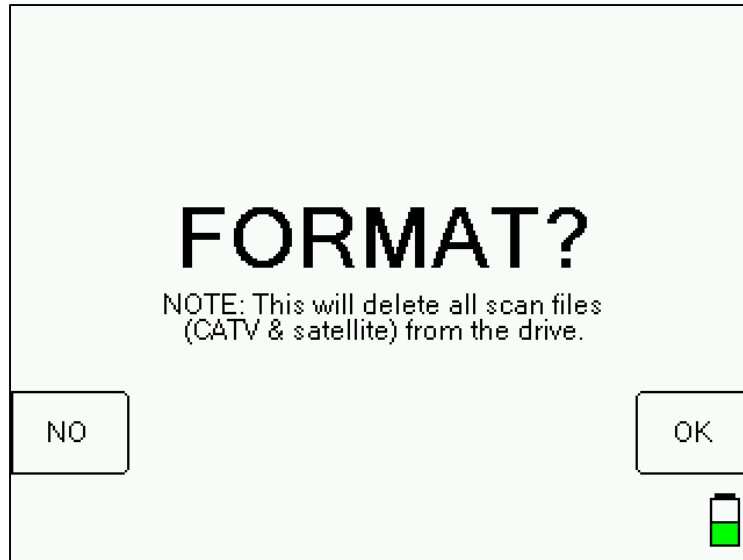 FORMAT?
NOTE: This will delete all scan files
(CATV & satellite) from the drive.
NO
OK